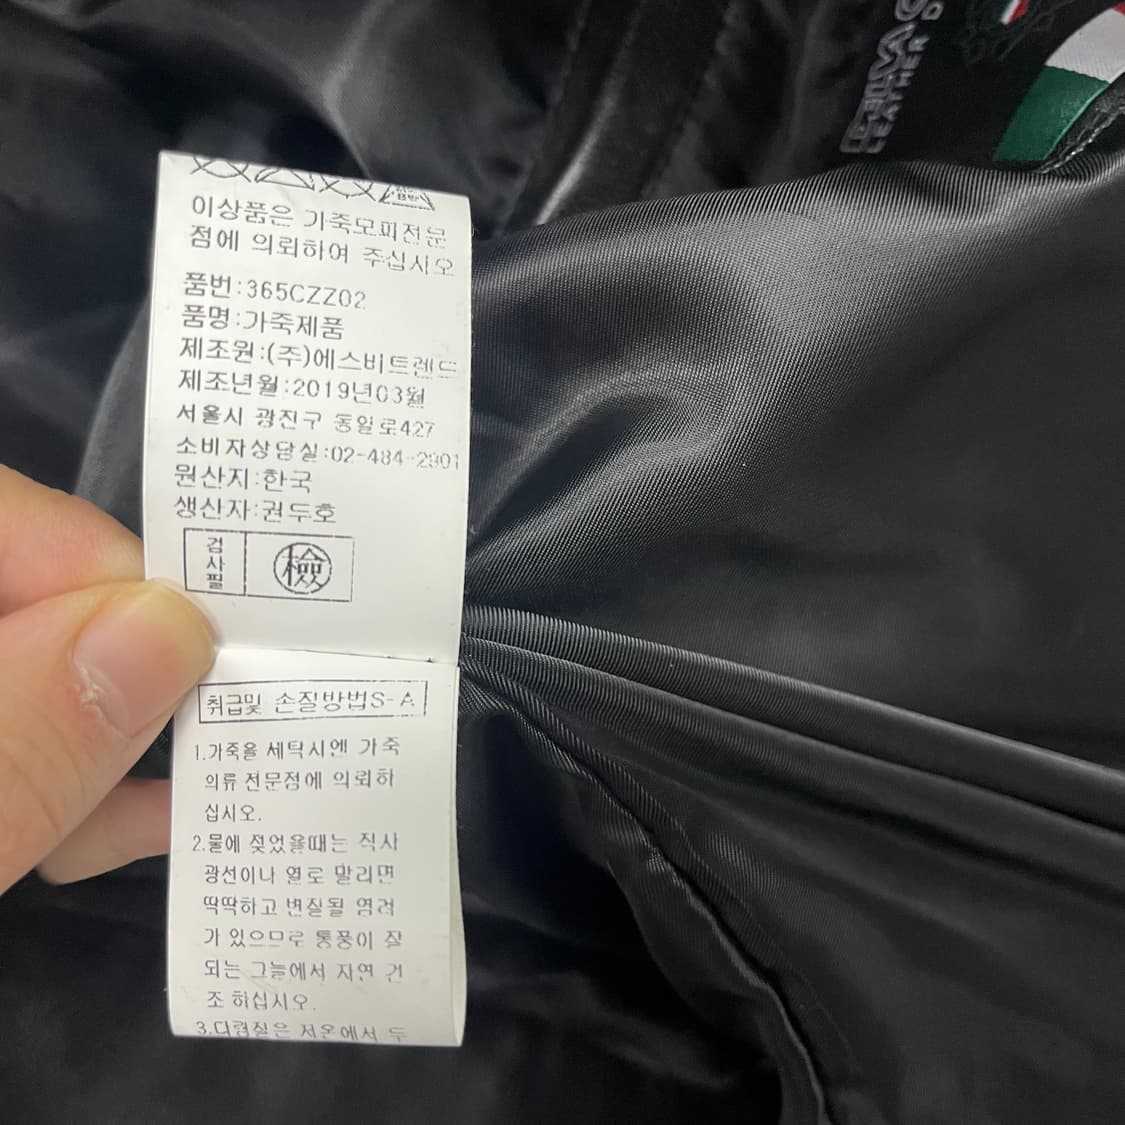 이상품은 가죽모피전문
점에 의뢰하여 주십시오
품번:365CZZ02
품명:가죽제품
제조원:(주)에스비트렌드
제조년월:2019년03월
서울시 광진구 동일로427
소비자상담실:02-484-2901
원산지:한국
생산자:권두호
검사필 檢
취급및 손질방법S-A
1.가죽을 세탁시엔 가죽
의류 전문점에 의뢰하
십시오.
2.물에 젖었을때는 직사
광선이나 열로 말리면
딱딱하고 변질될 염려
가 있으므로 통풍이 잘
되는 그늘에서 자연 건
조 하십시오.
3.다림질은 저온에서 두